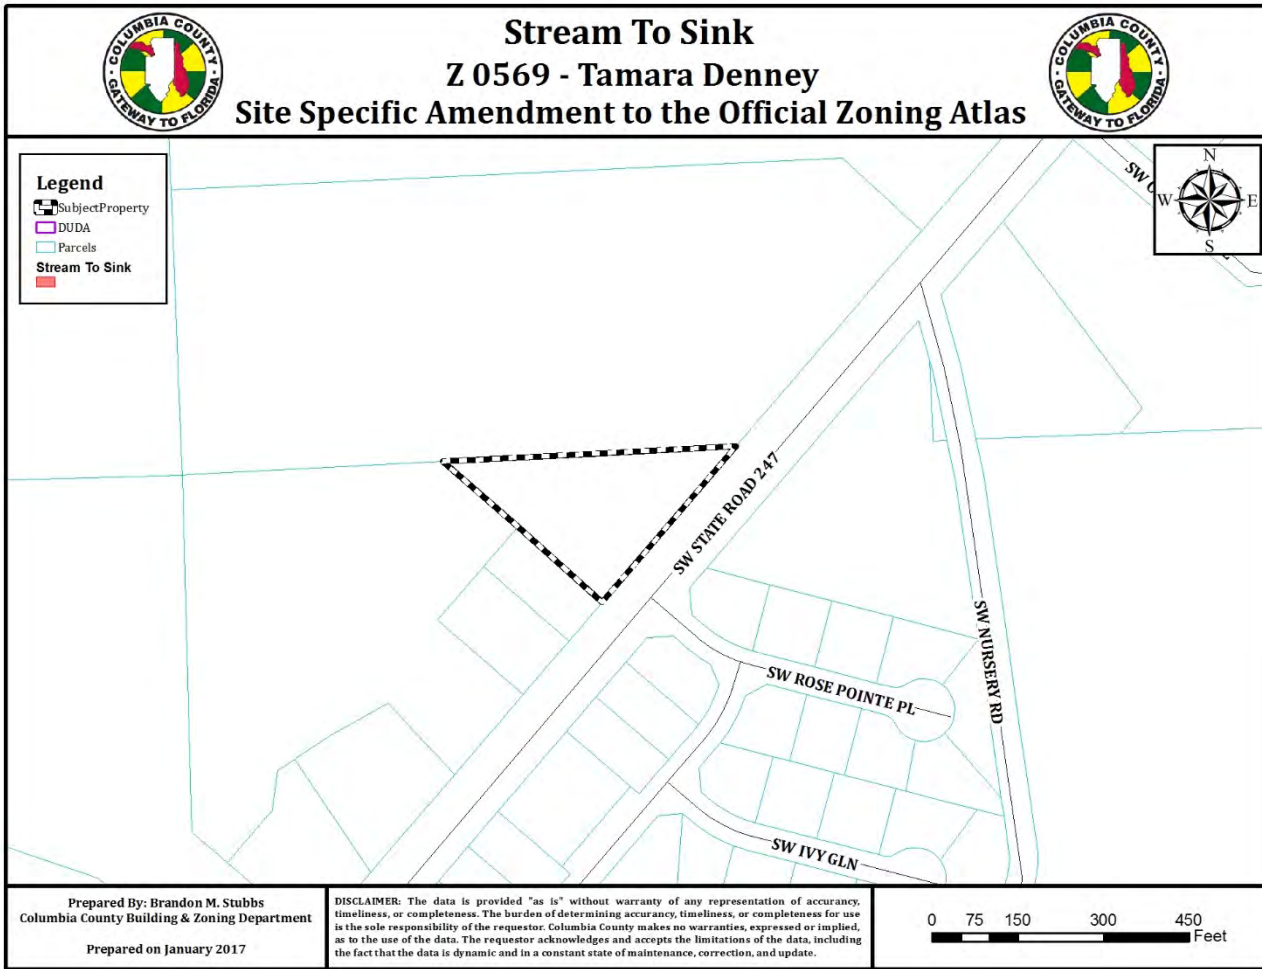 Stream To Sink
Z 0569 - Tamara Denney
Site Specific Amendment to the Official Zoning Atlas
COLUMBIA COUNTY
GATEWAY TO FLORIDA
COLUMBIA COUNTY
GATEWAY TO FLORIDA
Legend
SubjectProperty
DUDA
Parcels
Stream To Sink
N
W
E
S
SW
SW STATE ROAD 247
SW NURSERY RD
SW ROSE POINTE PL
SW IVY GLN
Prepared By: Brandon M. Stubbs
Columbia County Building & Zoning Department
Prepared on January 2017
DISCLAIMER: The data is provided "as is" without warranty of any representation of accurancy,
timeliness, or completeness. The burden of determining accurancy, timeliness, or completeness for use
is the sole responsibility of the requestor. Columbia County makes no warranties, expressed or implied,
as to the use of the data. The requestor acknowledges and accepts the limitations of the data, including
the fact that the data is dynamic and in a constant state of maintenance, correction, and update.
0 75 150 300 450
Feet